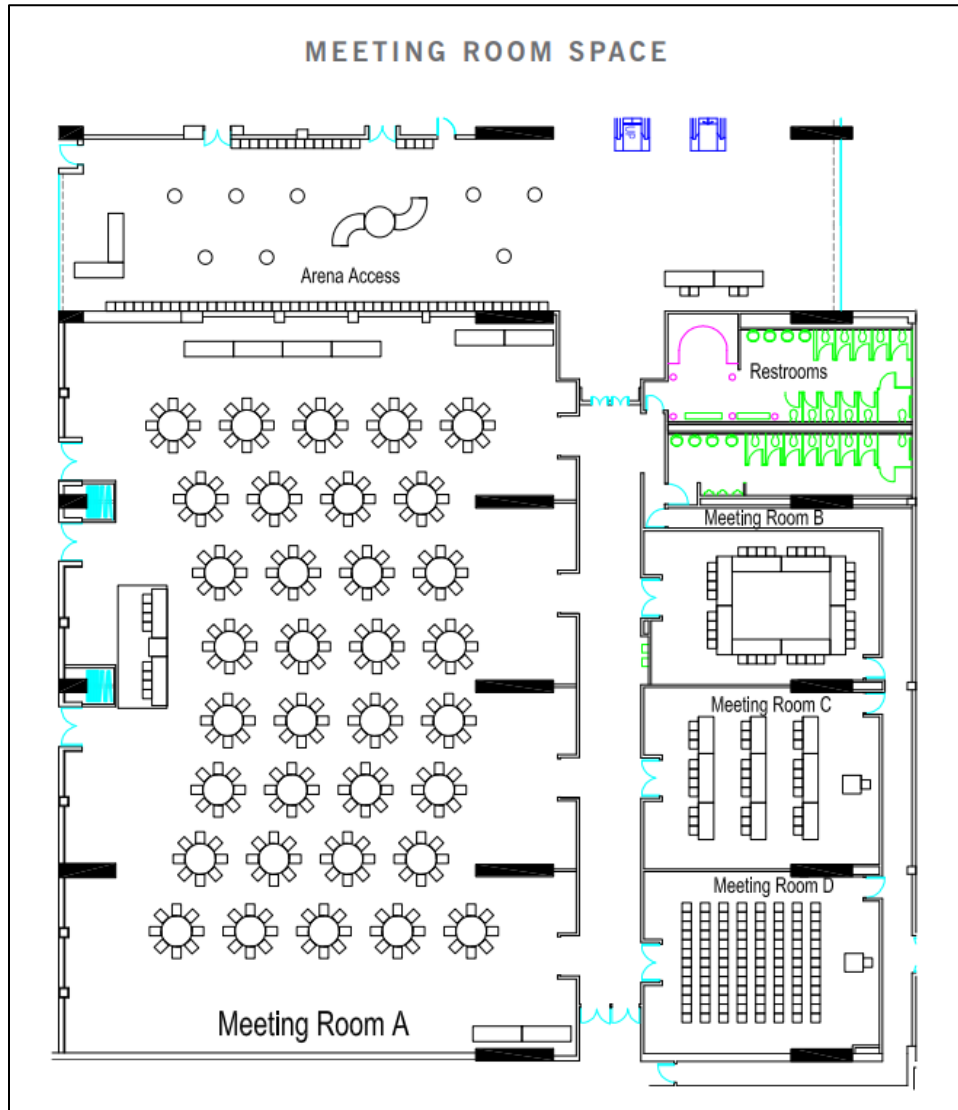 MEETING ROOM SPACE
Arena Access
Restrooms
Meeting Room B
Meeting Room C
Meeting Room D
Meeting Room A